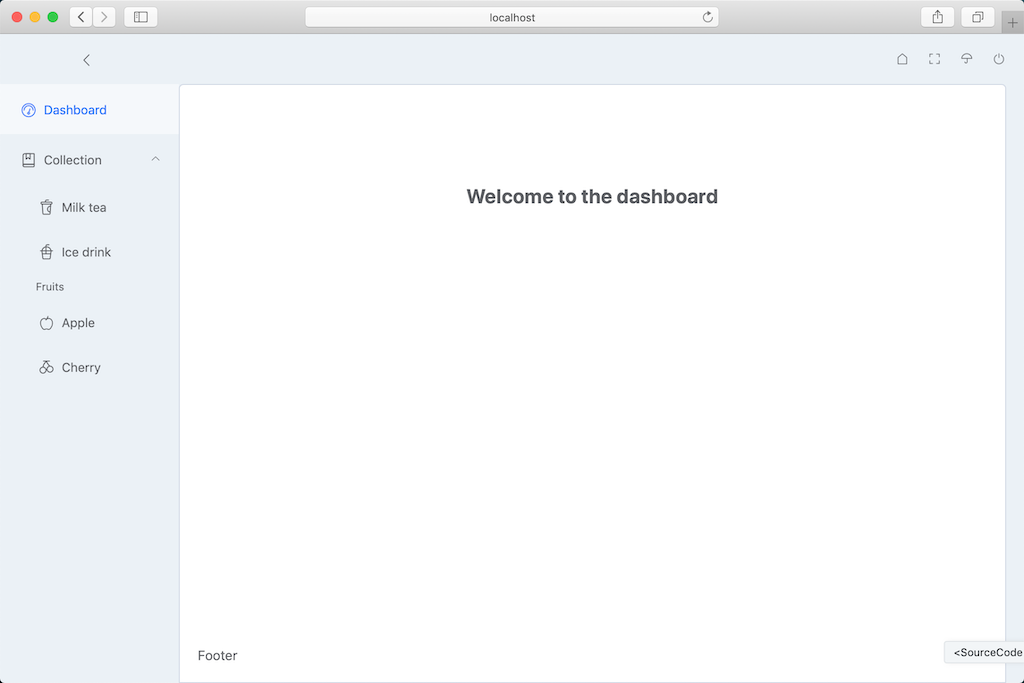 localhost
Dashboard
Collection
Milk tea
Ice drink
Fruits
Apple
Cherry
Welcome to the dashboard
Footer
<SourceCode